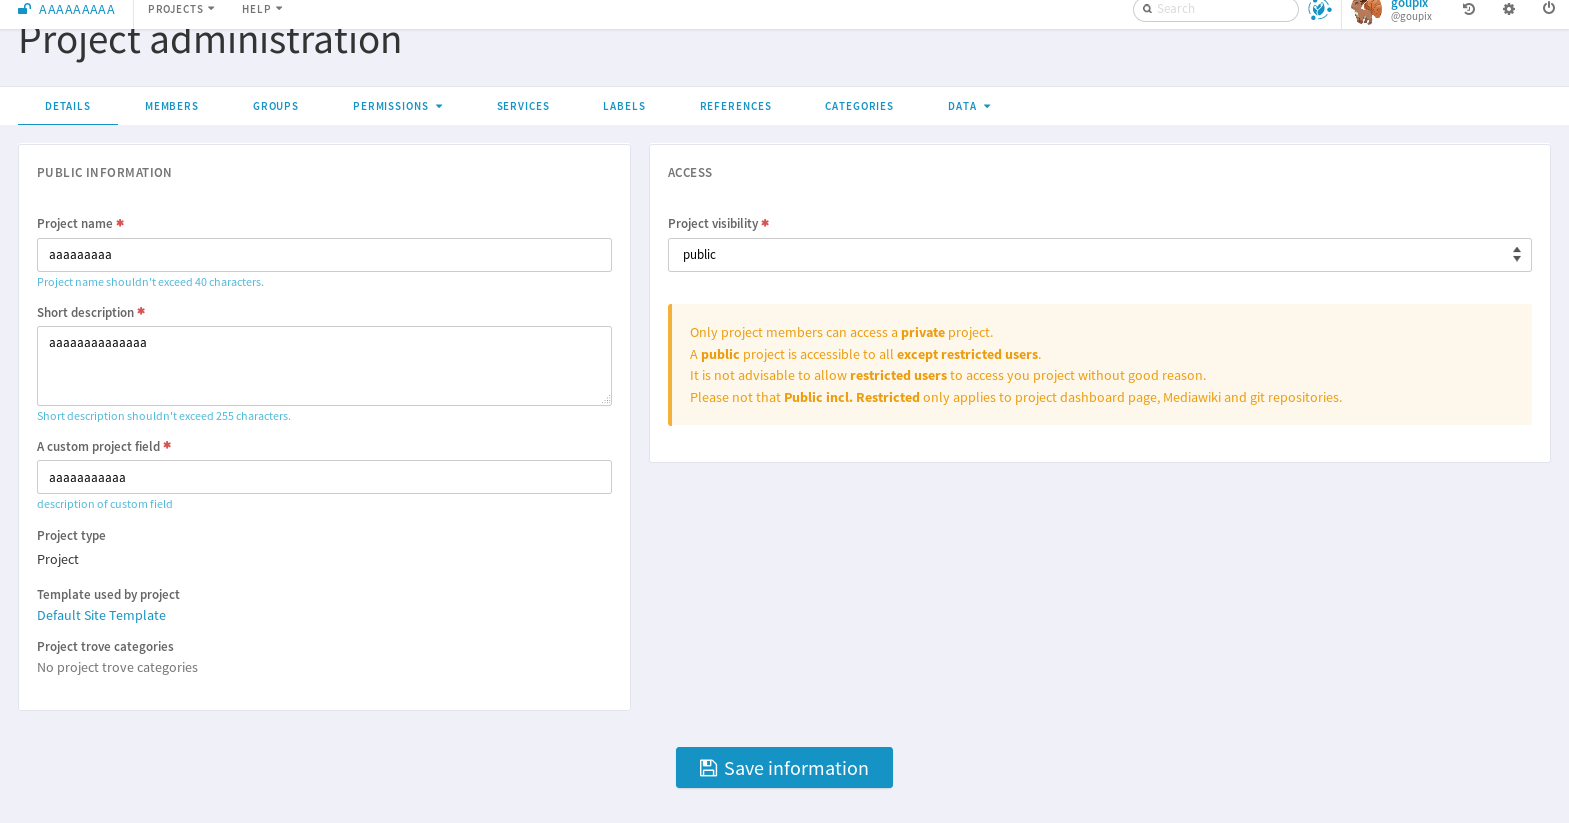 AAAAAAAAA PROJECTS HELP Search goupix
@goupix
Project administration
DETAILS MEMBERS GROUPS PERMISSIONS SERVICES LABELS REFERENCES CATEGORIES DATA
PUBLIC INFORMATION
Project name *
aaaaaaaaa
Project name shouldn't exceed 40 characters.
Short description *
aaaaaaaaaaaaaa
Short description shouldn't exceed 255 characters.
A custom project field *
aaaaaaaaaaa
description of custom field
Project type
Project
Template used by project
Default Site Template
Project trove categories
No project trove categories
ACCESS
Project visibility *
public
Only project members can access a private project.
A public project is accessible to all except restricted users.
It is not advisable to allow restricted users to access you project without good reason.
Please not that Public incl. Restricted only applies to project dashboard page, Mediawiki and git repositories.
Save information